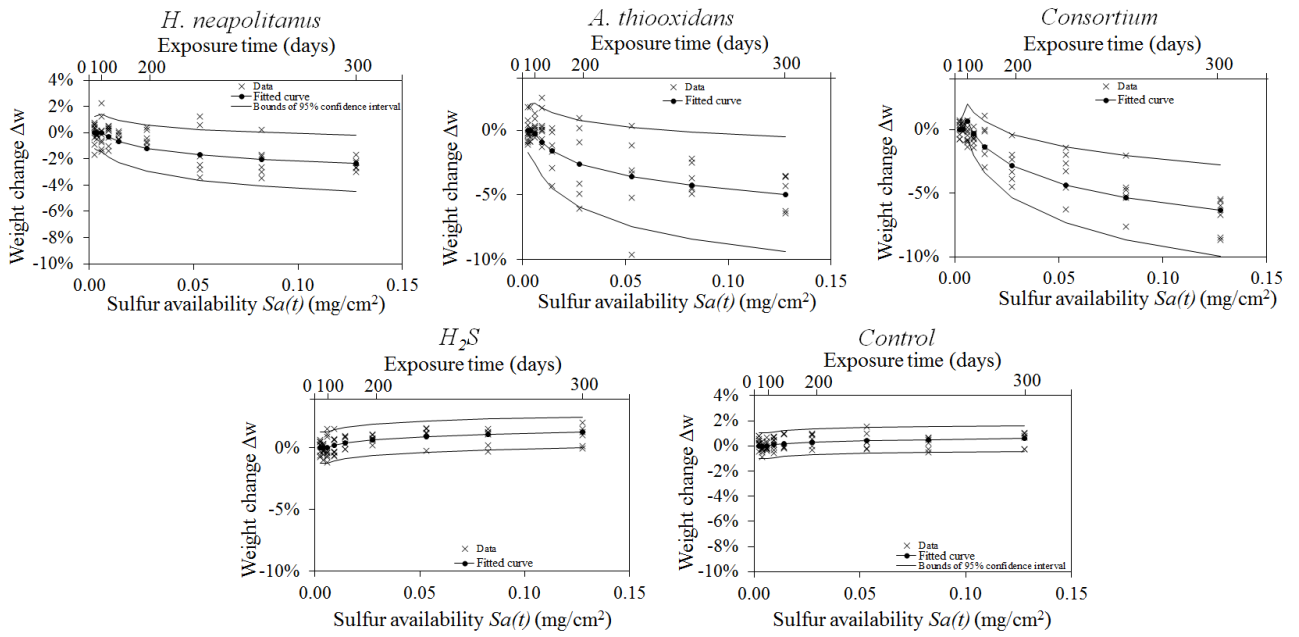 H. neapolitanus
Exposure time (days)
0 100 200 300
4%
2%
0%
-2%
-4%
-6%
-8%
-10%
Weight change Δw
Data
Fitted curve
Bounds of 95% confidence interval
0.00 0.05 0.10 0.15
Sulfur availability Sa(t) (mg/cm²)
A. thiooxidans
Exposure time (days)
0 100 200 300
0%
-5%
-10%
Weight change Δw
Data
Fitted curve
0.00 0.05 0.10 0.15
Sulfur availability Sa(t) (mg/cm²)
Consortium
Exposure time (days)
0 100 200 300
0%
-5%
-10%
Weight change Δw
Data
Fitted curve
0.00 0.05 0.10 0.15
Sulfur availability Sa(t) (mg/cm²)
H₂S
Exposure time (days)
0 100 200 300
0%
-5%
-10%
Weight change Δw
Data
Fitted curve
0.00 0.05 0.10 0.15
Sulfur availability Sa(t) (mg/cm²)
Control
Exposure time (days)
0 100 200 300
4%
2%
0%
-2%
-4%
-6%
-8%
-10%
Weight change Δw
Data
Fitted curve
Bounds of 95% confidence interval
0.00 0.05 0.10 0.15
Sulfur availability Sa(t) (mg/cm²)